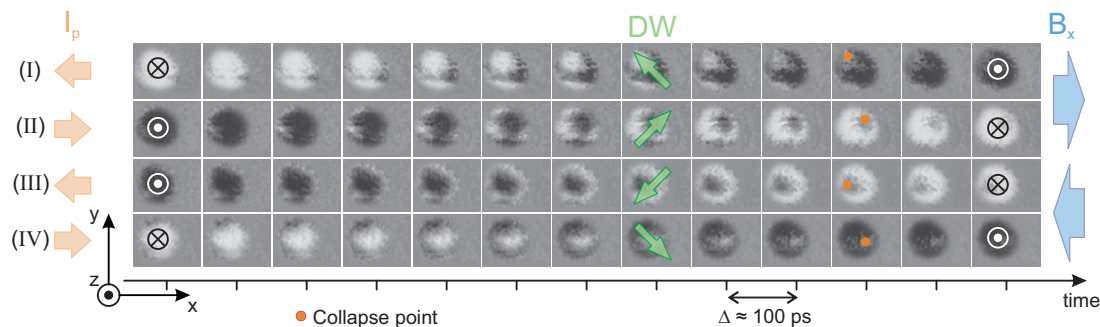 I_p DW B_x
(I)
(II)
(III)
(IV)
y
z
x
time
Collapse point
Δ ≈ 100 ps